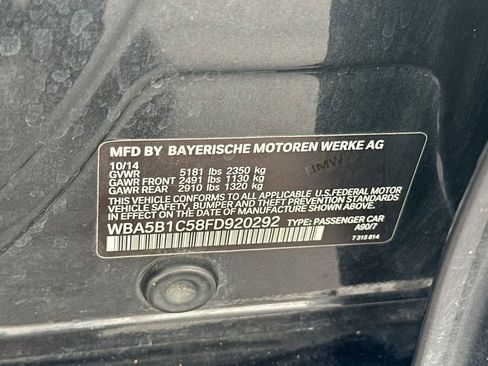 MFD BY BAYERISCHE MOTOREN WERKE AG
10/14
BMW
GVWR 5181 lbs 2350 kg
GAWR FRONT 2491 lbs 1130 kg
GAWR REAR 2910 lbs 1320 kg
THIS VEHICLE CONFORMS TO ALL APPLICABLE U.S.FEDERAL MOTOR
VEHICLE SAFETY, BUMPER AND THEFT PREVENTION STANDARDS
IN EFFECT ON THE DATE OF MANUFACTURE SHOWN ABOVE.
WBA5B1C58FD920292 TYPE: PASSENGER CAR
A90/7
7 315 814